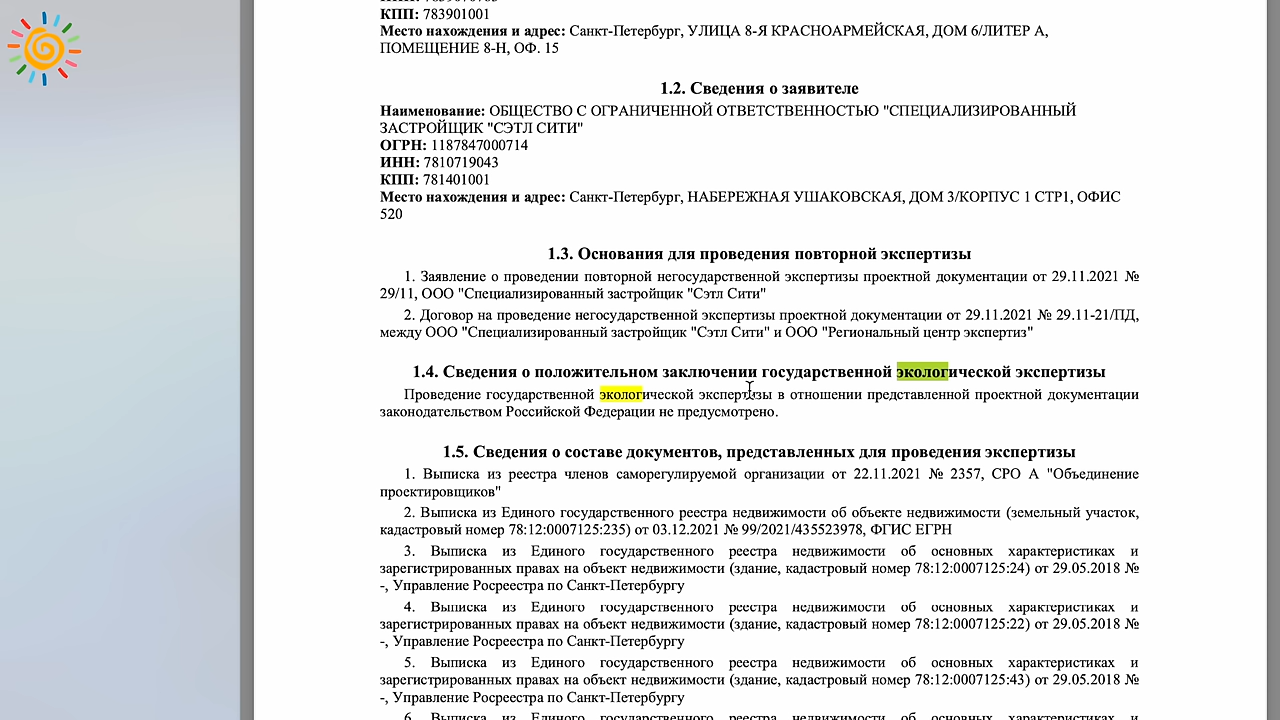 КПП: 783901001
Место нахождения и адрес: Санкт-Петербург, УЛИЦА 8-Я КРАСНОАРМЕЙСКАЯ, ДОМ 6/ЛИТЕР А,
ПОМЕЩЕНИЕ 8-Н, ОФ. 15
1.2. Сведения о заявителе
Наименование: ОБЩЕСТВО С ОГРАНИЧЕННОЙ ОТВЕТСТВЕННОСТЬЮ "СПЕЦИАЛИЗИРОВАННЫЙ
ЗАСТРОЙЩИК "СЭТЛ СИТИ"
ОГРН: 1187847000714
ИНН: 7810719043
КПП: 781401001
Место нахождения и адрес: Санкт-Петербург, НАБЕРЕЖНАЯ УШАКОВСКАЯ, ДОМ 3/КОРПУС 1 СТР1, ОФИС
520
1.3. Основания для проведения повторной экспертизы
1. Заявление о проведении повторной негосударственной экспертизы проектной документации от 29.11.2021 №
29/11, ООО "Специализированный застройщик "Сэтл Сити"
2. Договор на проведение негосударственной экспертизы проектной документации от 29.11.2021 № 29.11-21/ПД,
между ООО "Специализированный застройщик "Сэтл Сити" и ООО "Региональный центр экспертиз"
1.4. Сведения о положительном заключении государственной экологической экспертизы
Проведение государственной экологической экспертизы в отношении представленной проектной документации
законодательством Российской Федерации не предусмотрено.
1.5. Сведения о составе документов, представленных для проведения экспертизы
1. Выписка из реестра членов саморегулируемой организации от 22.11.2021 № 2357, СРО А "Объединение
проектировщиков"
2. Выписка из Единого государственного реестра недвижимости об объекте недвижимости (земельный участок,
кадастровый номер 78:12:0007125:235) от 03.12.2021 № 99/2021/435523978, ФГИС ЕГРН
3. Выписка из Единого государственного реестра недвижимости об основных характеристиках и
зарегистрированных правах на объект недвижимости (здание, кадастровый номер 78:12:0007125:24) от 29.05.2018 №
-, Управление Росреестра по Санкт-Петербургу
4. Выписка из Единого государственного реестра недвижимости об основных характеристиках и
зарегистрированных правах на объект недвижимости (здание, кадастровый номер 78:12:0007125:22) от 29.05.2018 №
-, Управление Росреестра по Санкт-Петербургу
5. Выписка из Единого государственного реестра недвижимости об основных характеристиках и
зарегистрированных правах на объект недвижимости (здание, кадастровый номер 78:12:0007125:43) от 29.05.2018 №
-, Управление Росреестра по Санкт-Петербургу
6. Выписка из Единого государственного реестра недвижимости об основных характеристиках и